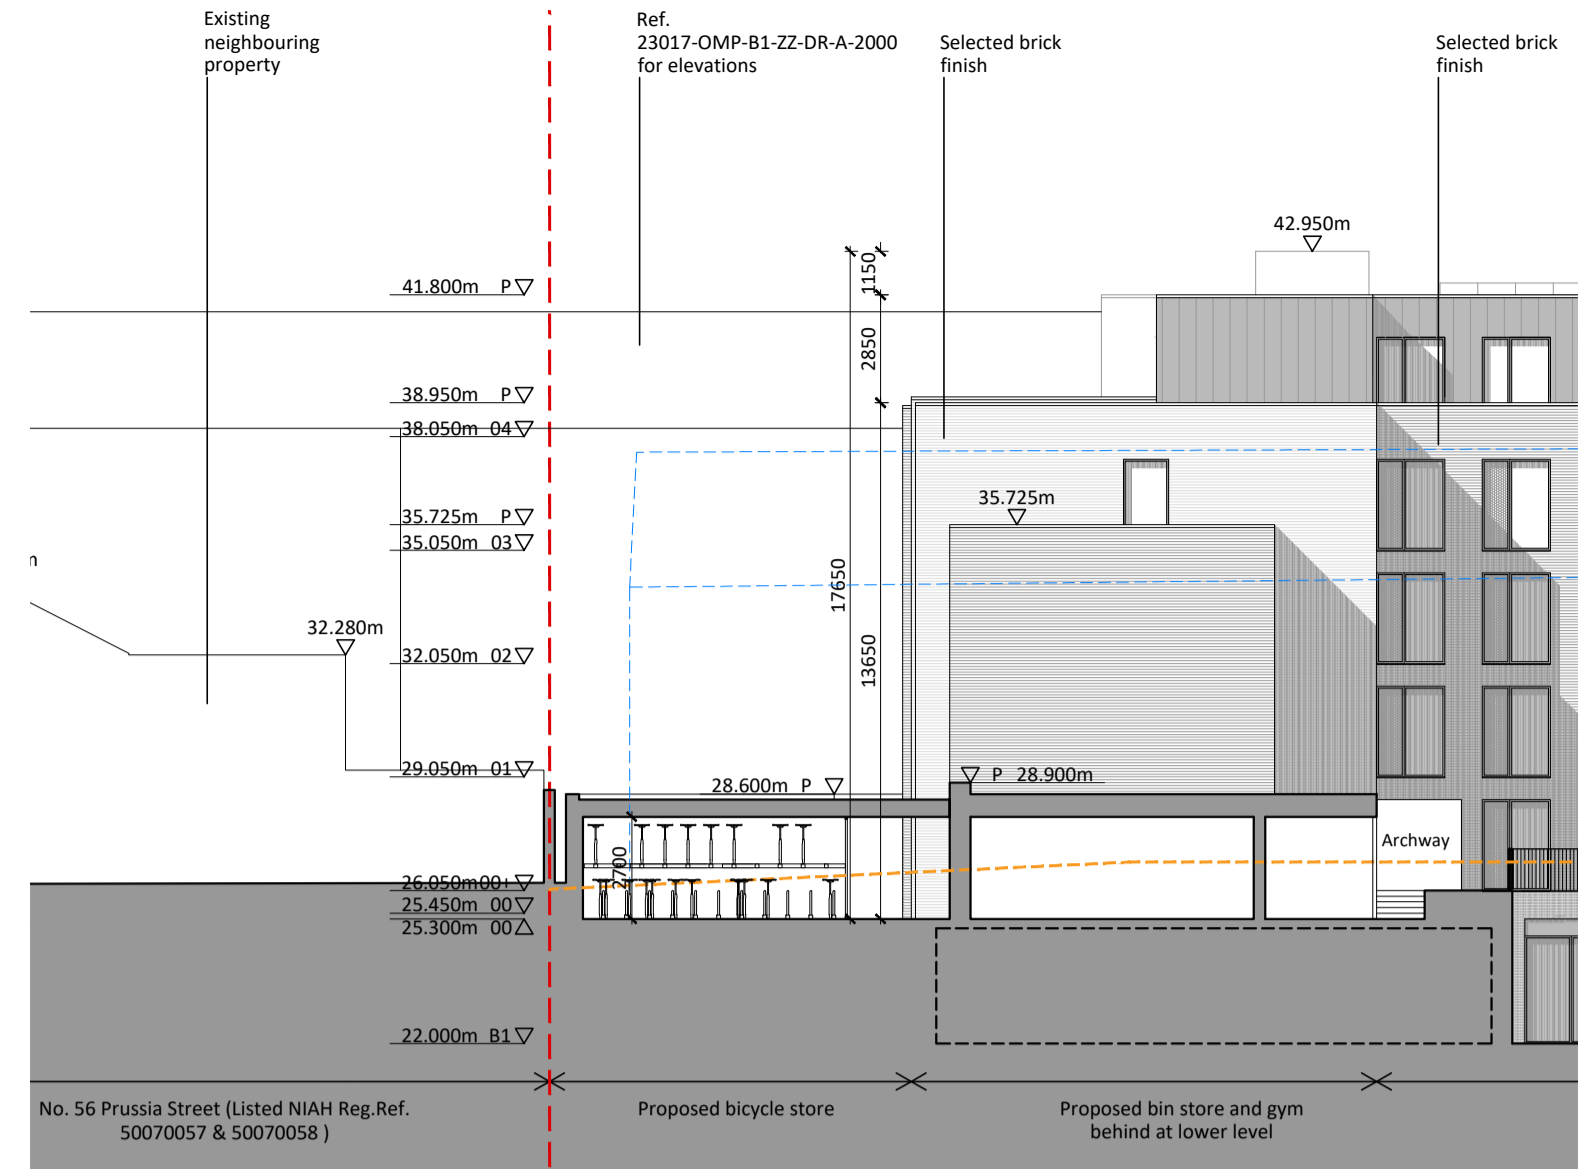 Existing
neighbouring
property
Ref.
23017-OMP-B1-ZZ-DR-A-2000
for elevations
Selected brick
finish
Selected brick
finish
42.950m
41.800m P
1150
2850
38.950m P
38.050m 04
35.725m P
35.050m 03
35.725m
17650
13650
32.280m
32.050m 02
29.050m 01
28.600m P
P 28.900m
2700
Archway
26.050m 00+
25.450m 00
25.300m 00
22.000m B1
No. 56 Prussia Street (Listed NIAH Reg.Ref.
50070057 & 50070058 )
Proposed bicycle store
Proposed bin store and gym
behind at lower level